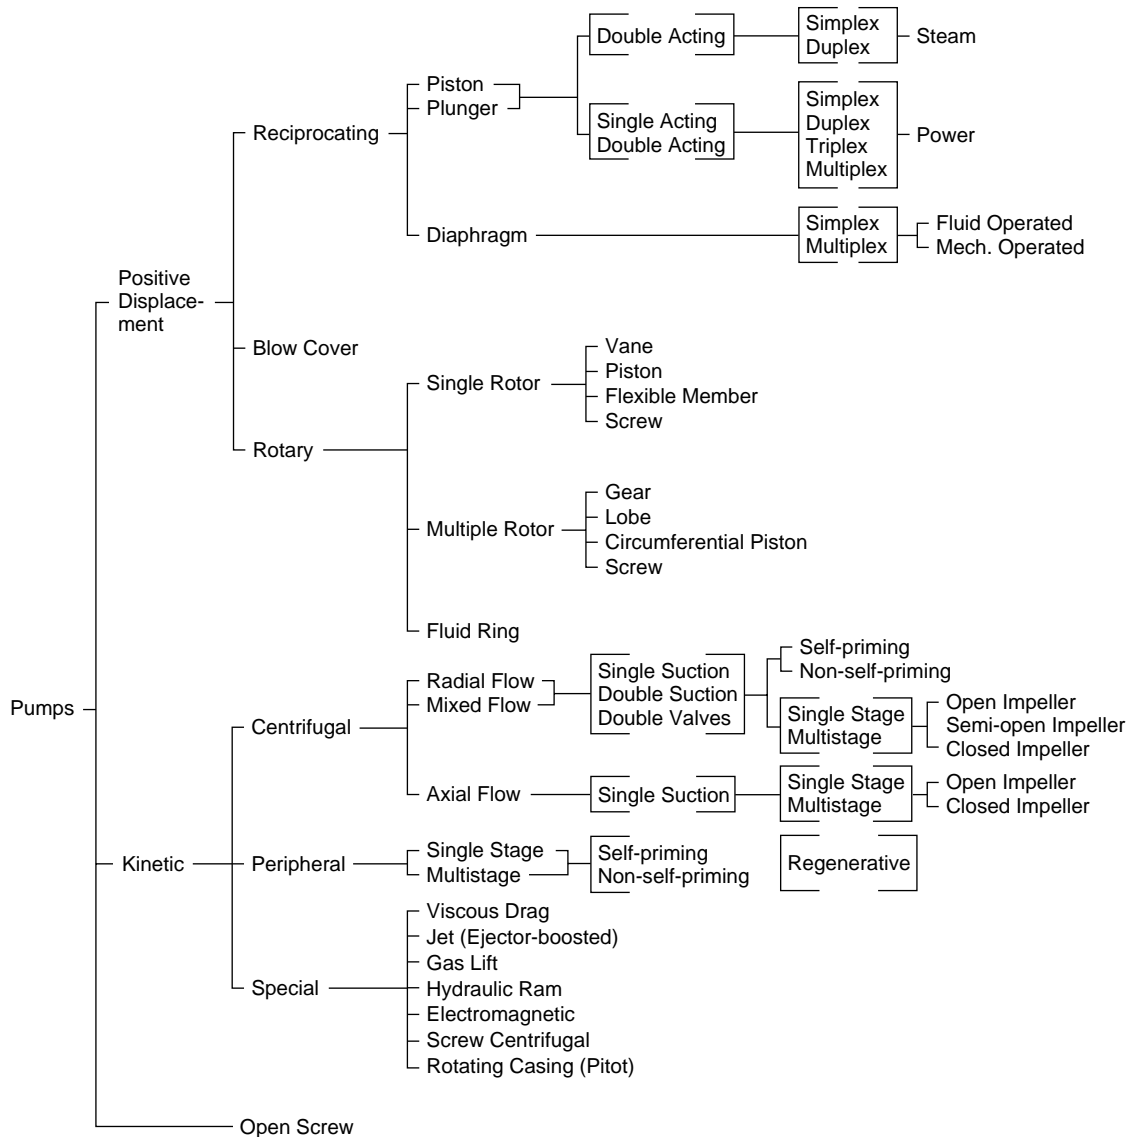 Simplex
Duplex
Double Acting
Steam
Piston
Plunger
Simplex
Duplex
Triplex
Multiplex
Single Acting
Double Acting
Power
Reciprocating
Diaphragm
Simplex
Multiplex
Fluid Operated
Mech. Operated
Positive
Displace-
ment
Blow Cover
Vane
Piston
Flexible Member
Screw
Single Rotor
Rotary
Gear
Lobe
Circumferential Piston
Screw
Multiple Rotor
Fluid Ring
Pumps
Self-priming
Non-self-priming
Radial Flow
Mixed Flow
Single Suction
Double Suction
Double Valves
Single Stage
Multistage
Open Impeller
Semi-open Impeller
Closed Impeller
Centrifugal
Axial Flow
Single Suction
Single Stage
Multistage
Open Impeller
Closed Impeller
Kinetic
Peripheral
Single Stage
Multistage
Self-priming
Non-self-priming
Regenerative
Viscous Drag
Jet (Ejector-boosted)
Gas Lift
Special
Hydraulic Ram
Electromagnetic
Screw Centrifugal
Rotating Casing (Pitot)
Open Screw